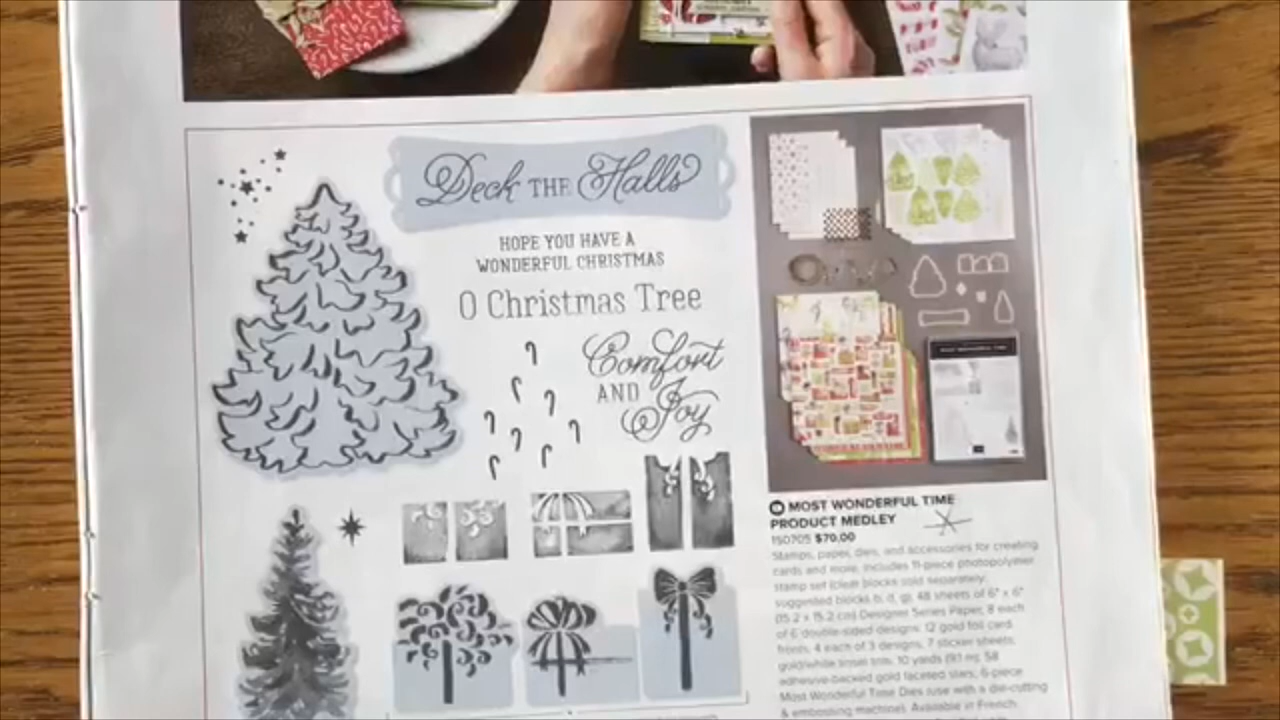 Deck THE Halls
HOPE YOU HAVE A
WONDERFUL CHRISTMAS
O Christmas Tree
Comfort
AND
Joy
MOST WONDERFUL TIME
MOST WONDERFUL TIME
PRODUCT MEDLEY
150705 $70.00
Stamps, paper, dies, and accessories for creating
cards and more. Includes 11-piece photopolymer
stamp set (clear blocks sold separately;
suggested blocks b, d, g); 48 sheets of 6" x 6"
(15.2 x 15.2 cm) Designer Series Paper, 8 each
of 6 double-sided designs; 12 gold foil card
fronts, 4 each of 3 designs; 7 sticker sheets;
gold/white tinsel trim, 10 yards (9.1 m); 58
adhesive-backed gold faceted stars; 6-piece
Most Wonderful Time Dies (use with a die-cutting
& embossing machine). Available in French.